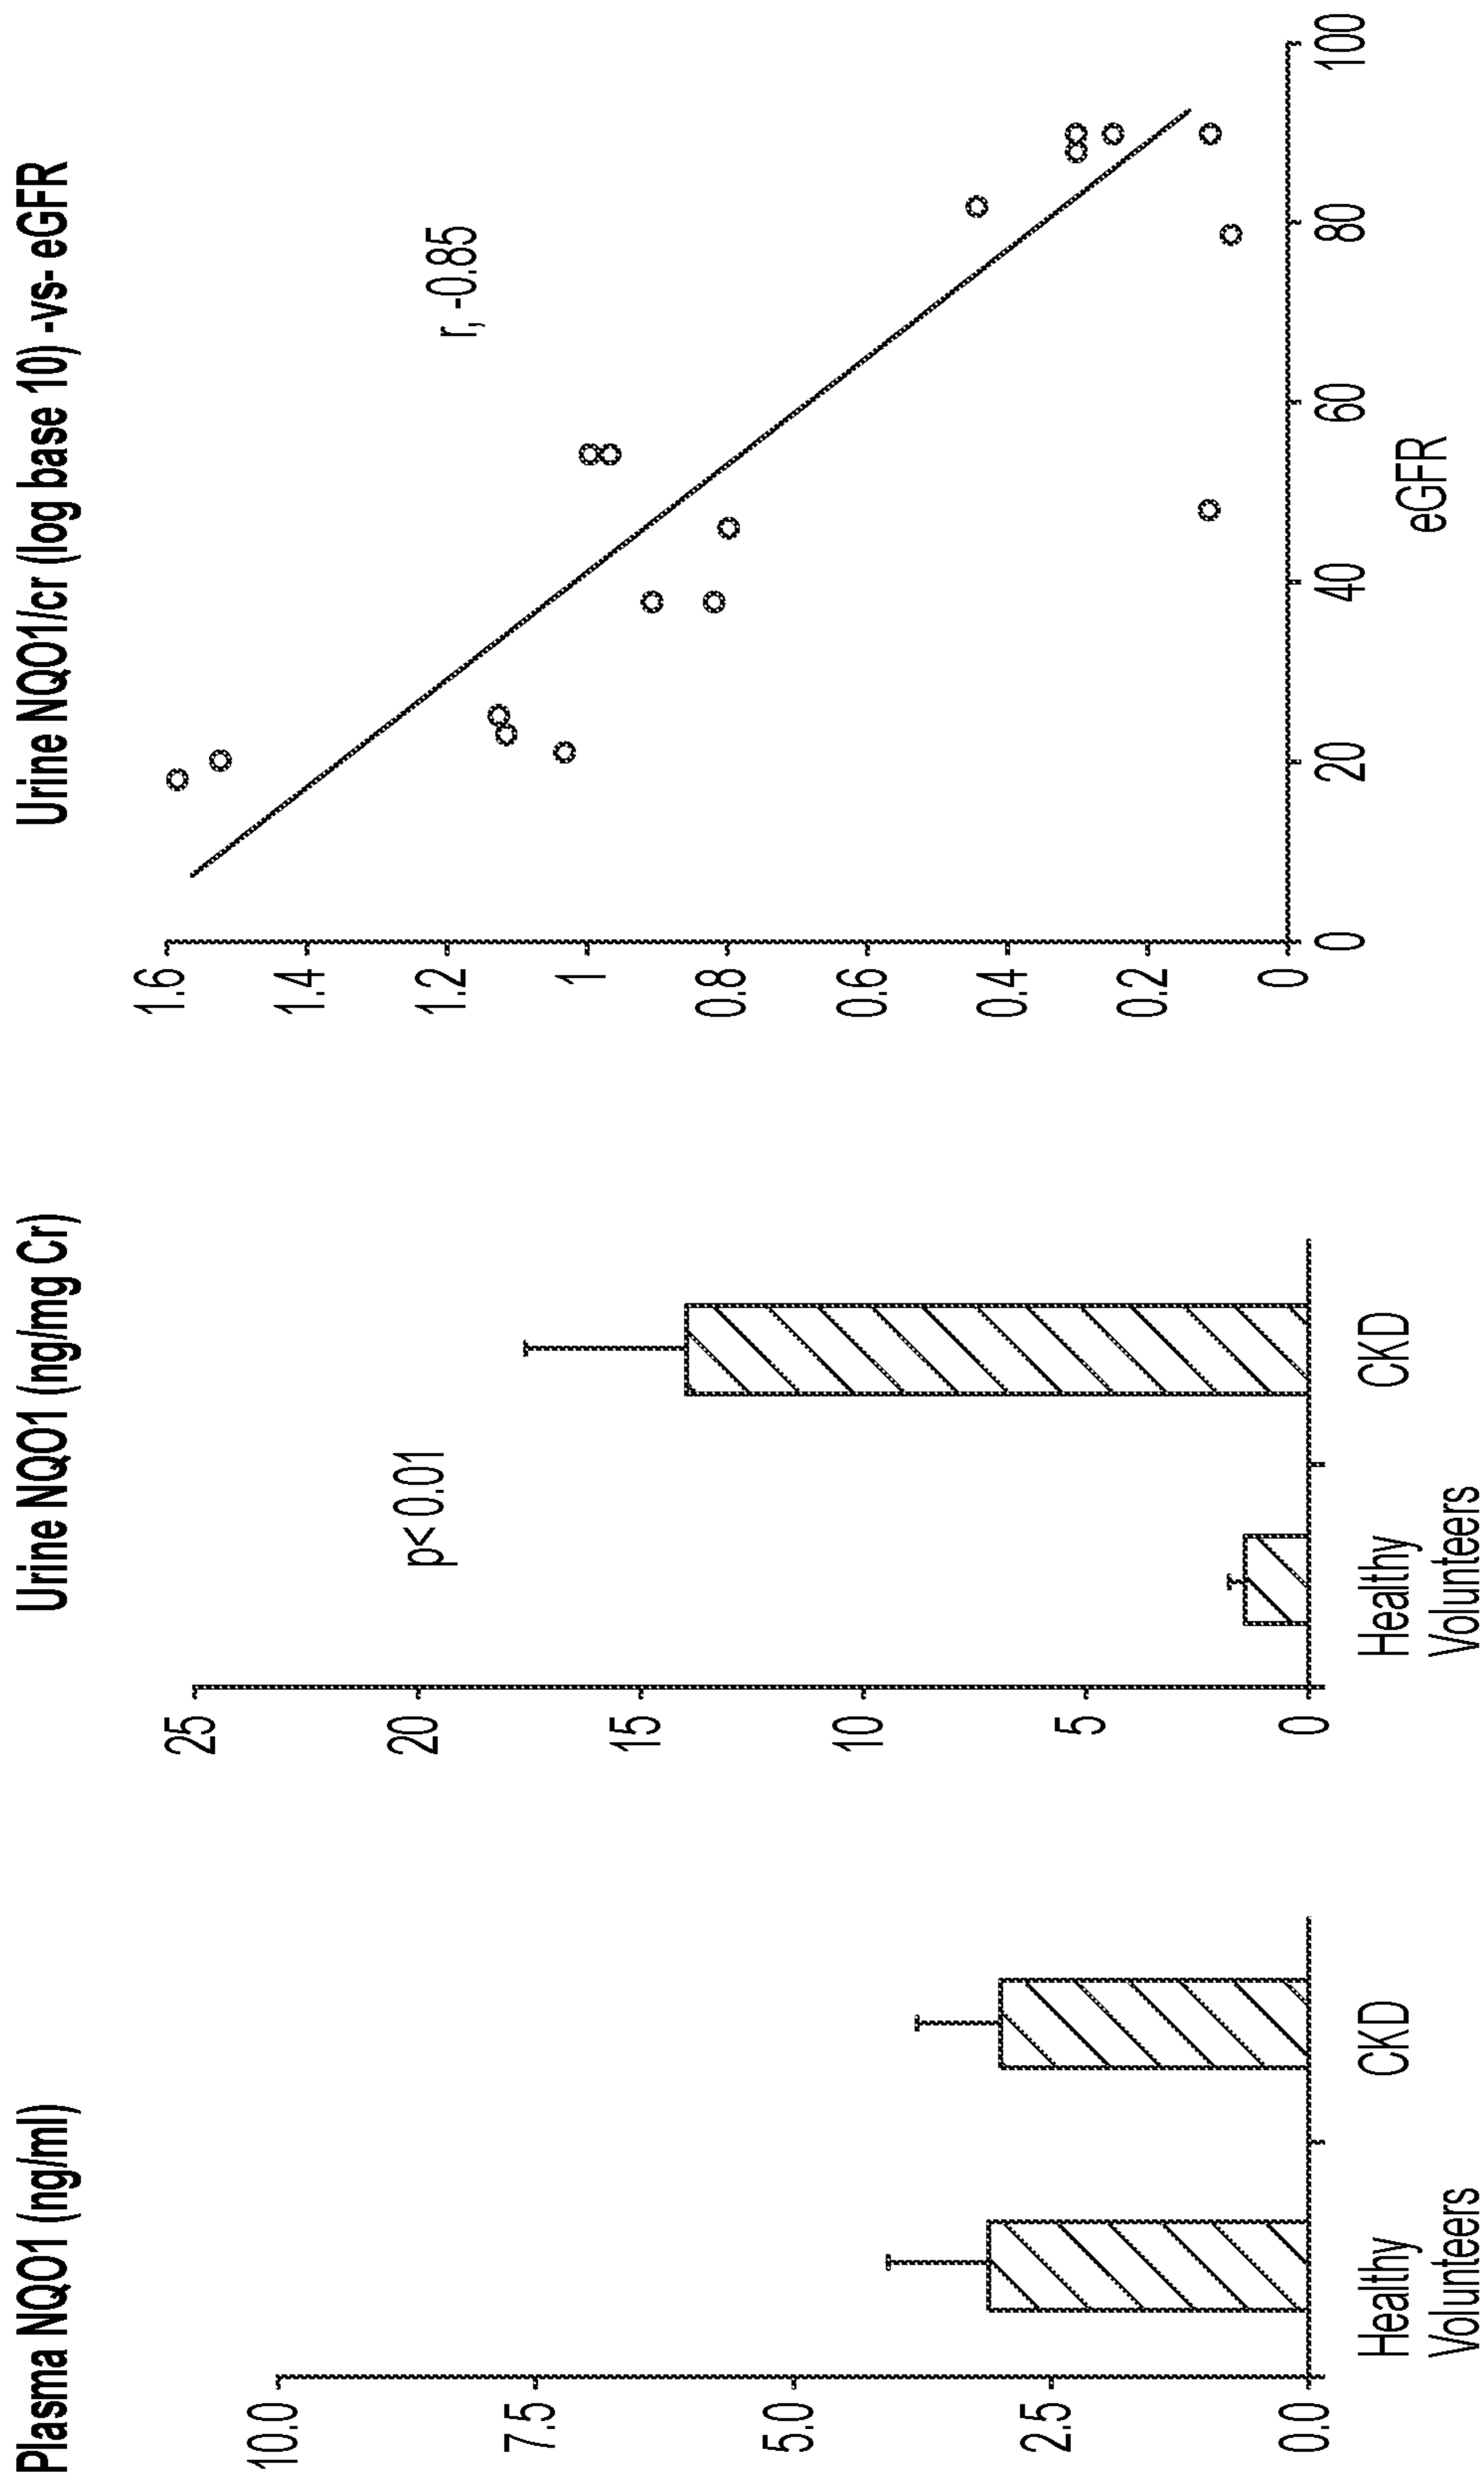 Plasma NQO1 (ng/ml)
10.0
7.5
5.0
2.5
0.0
Healthy
Volunteers
CKD
Urine NQO1 (ng/mg Cr)
25
20
15
10
5
0
p< 0.01
Healthy
Volunteers
CKD
Urine NQO1/cr (log base 10) -vs- eGFR
1.6
1.4
1.2
1
0.8
0.6
0.4
0.2
0
r, -0.85
0
20
40
60
80
100
eGFR